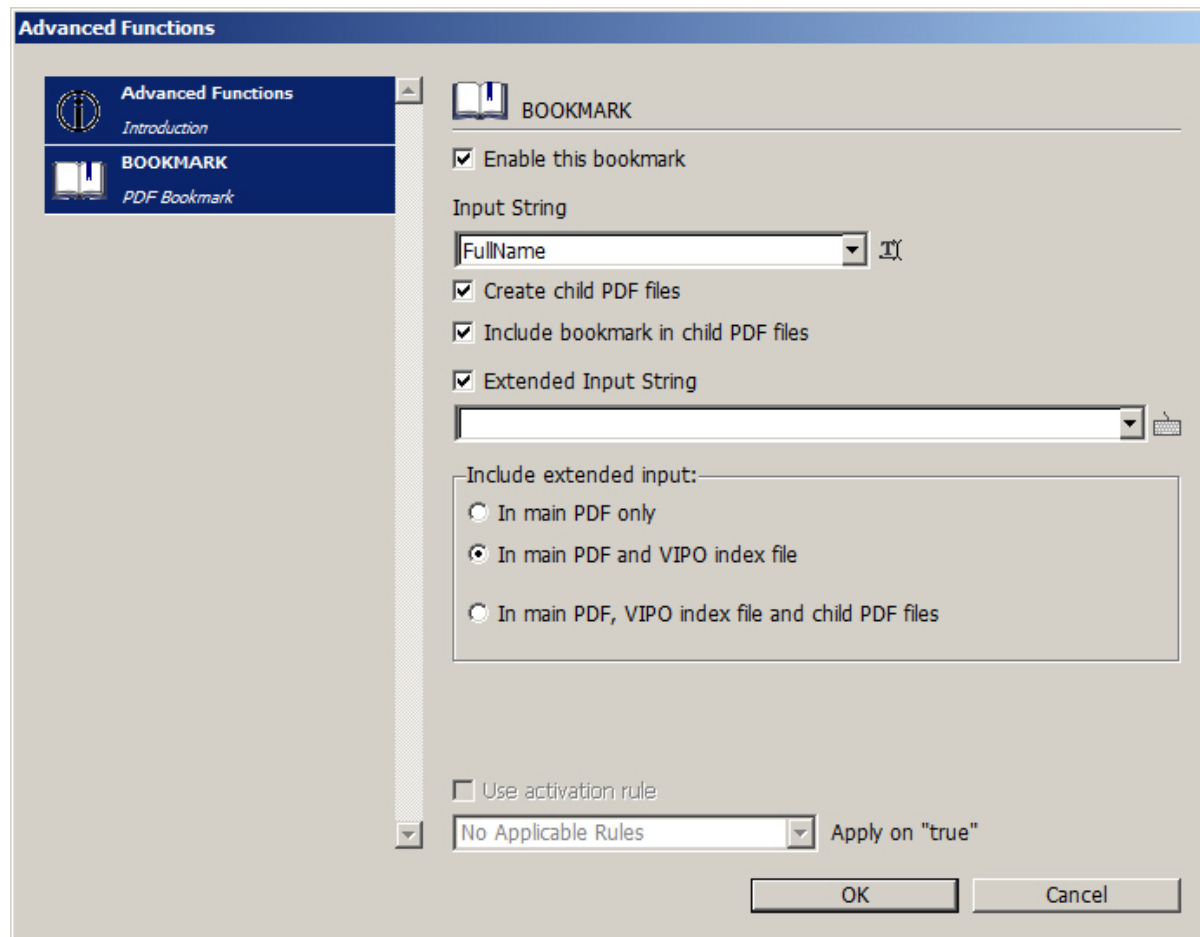 Advanced Functions
Advanced Functions
Introduction
BOOKMARK
PDF Bookmark
BOOKMARK
Enable this bookmark
Input String
FullName
Create child PDF files
Include bookmark in child PDF files
Extended Input String
Include extended input:
In main PDF only
In main PDF and VIPO index file
In main PDF, VIPO index file and child PDF files
Use activation rule
No Applicable Rules Apply on "true"
OK Cancel